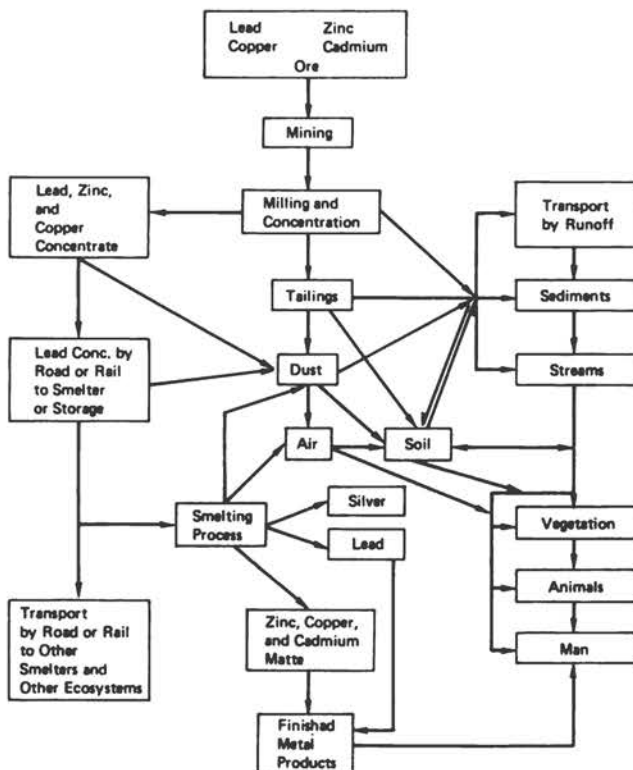 Lead Zinc
Copper Cadmium
Ore
Mining
Lead, Zinc,
and
Copper
Concentrate
Milling and
Concentration
Transport
by Runoff
Tailings
Sediments
Lead Conc. by
Road or Rail
to Smelter
or Storage
Dust
Streams
Air
Soil
Smelting
Process
Silver
Lead
Vegetation
Animals
Transport
by Road or Rail
to Other
Smelters and
Other Ecosystems
Zinc, Copper,
and Cadmium
Matte
Man
Finishad
Metal
Products